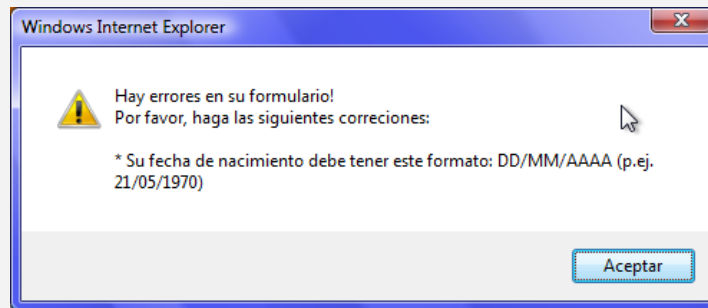 Windows Internet Explorer
Hay errores en su formulario!
Por favor, haga las siguientes correciones:
* Su fecha de nacimiento debe tener este formato: DD/MM/AAAA (p.ej.
21/05/1970)
Aceptar